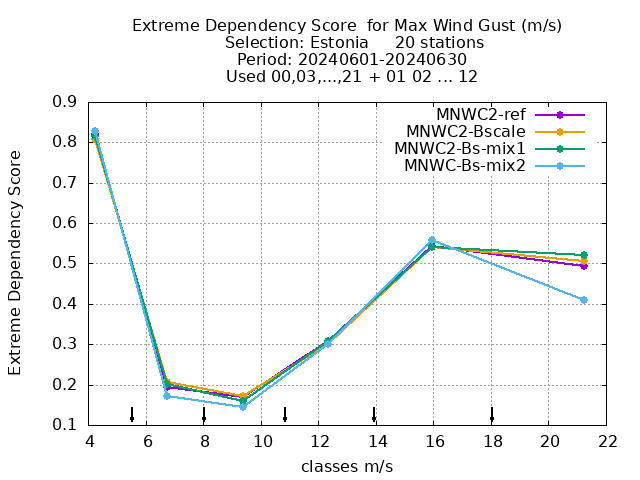 Extreme Dependency Score  for Max Wind Gust (m/s)
Selection: Estonia     20 stations
Period: 20240601-20240630
Used 00,03,...,21 + 01 02 ... 12
MNWC2-ref
MNWC2-Bscale
MNWC2-Bs-mix1
MNWC-Bs-mix2
Extreme Dependency Score
0.9
0.8
0.7
0.6
0.5
0.4
0.3
0.2
0.1
4 6 8 10 12 14 16 18 20 22
classes m/s